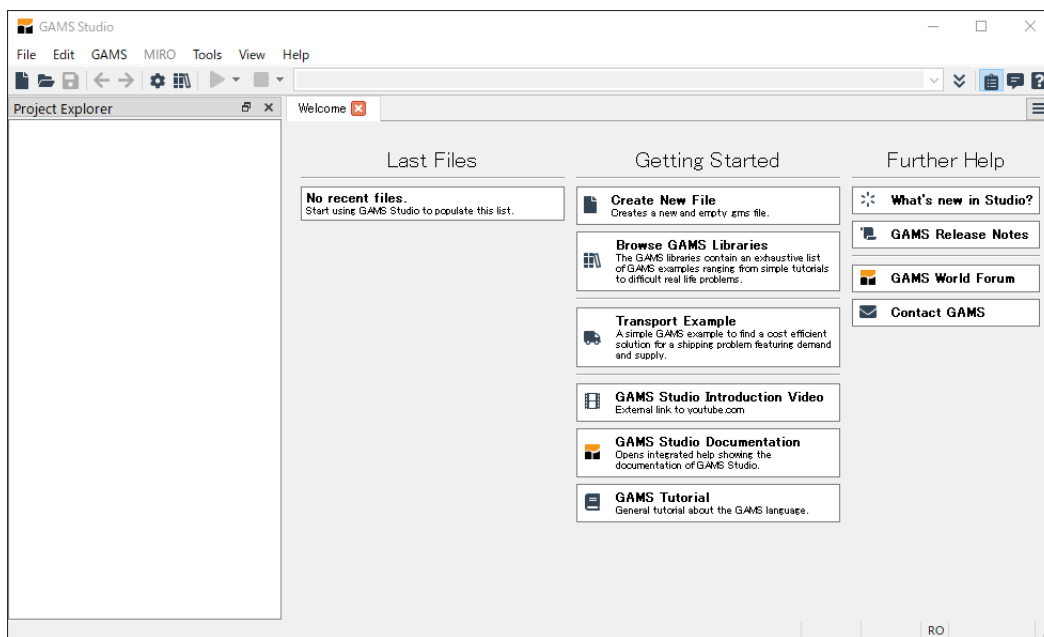 GAMS Studio
File Edit GAMS MIRO Tools View Help
Project Explorer
Welcome
Last Files
No recent files.
Start using GAMS Studio to populate this list.
Getting Started
Create New File
Creates a new and empty gms file.
Browse GAMS Libraries
The GAMS libraries contain an exhaustive list
of GAMS examples ranging from simple tutorials
to difficult real life problems.
Transport Example
A simple GAMS example to find a cost efficient
solution for a shipping problem featuring demand
and supply.
GAMS Studio Introduction Video
External link to youtube.com
GAMS Studio Documentation
Opens integrated help showing the
documentation of GAMS Studio.
GAMS Tutorial
General tutorial about the GAMS language.
Further Help
What's new in Studio?
GAMS Release Notes
GAMS World Forum
Contact GAMS
RO